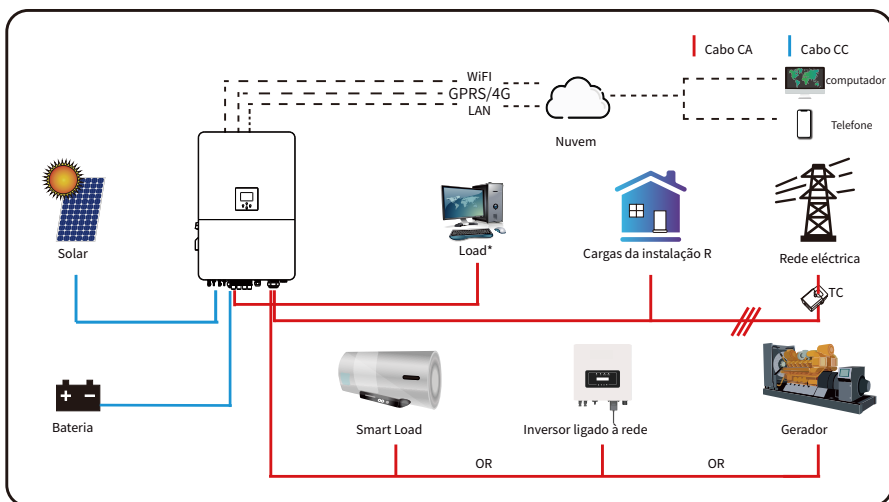 Cabo CA
Cabo CC
WiFI
GPRS/4G
LAN
Nuvem
computador
Telefone
Solar
Load*
Cargas da instalação R
Rede eléctrica
TC
Bateria
Smart Load
Inversor ligado à rede
Gerador
OR
OR